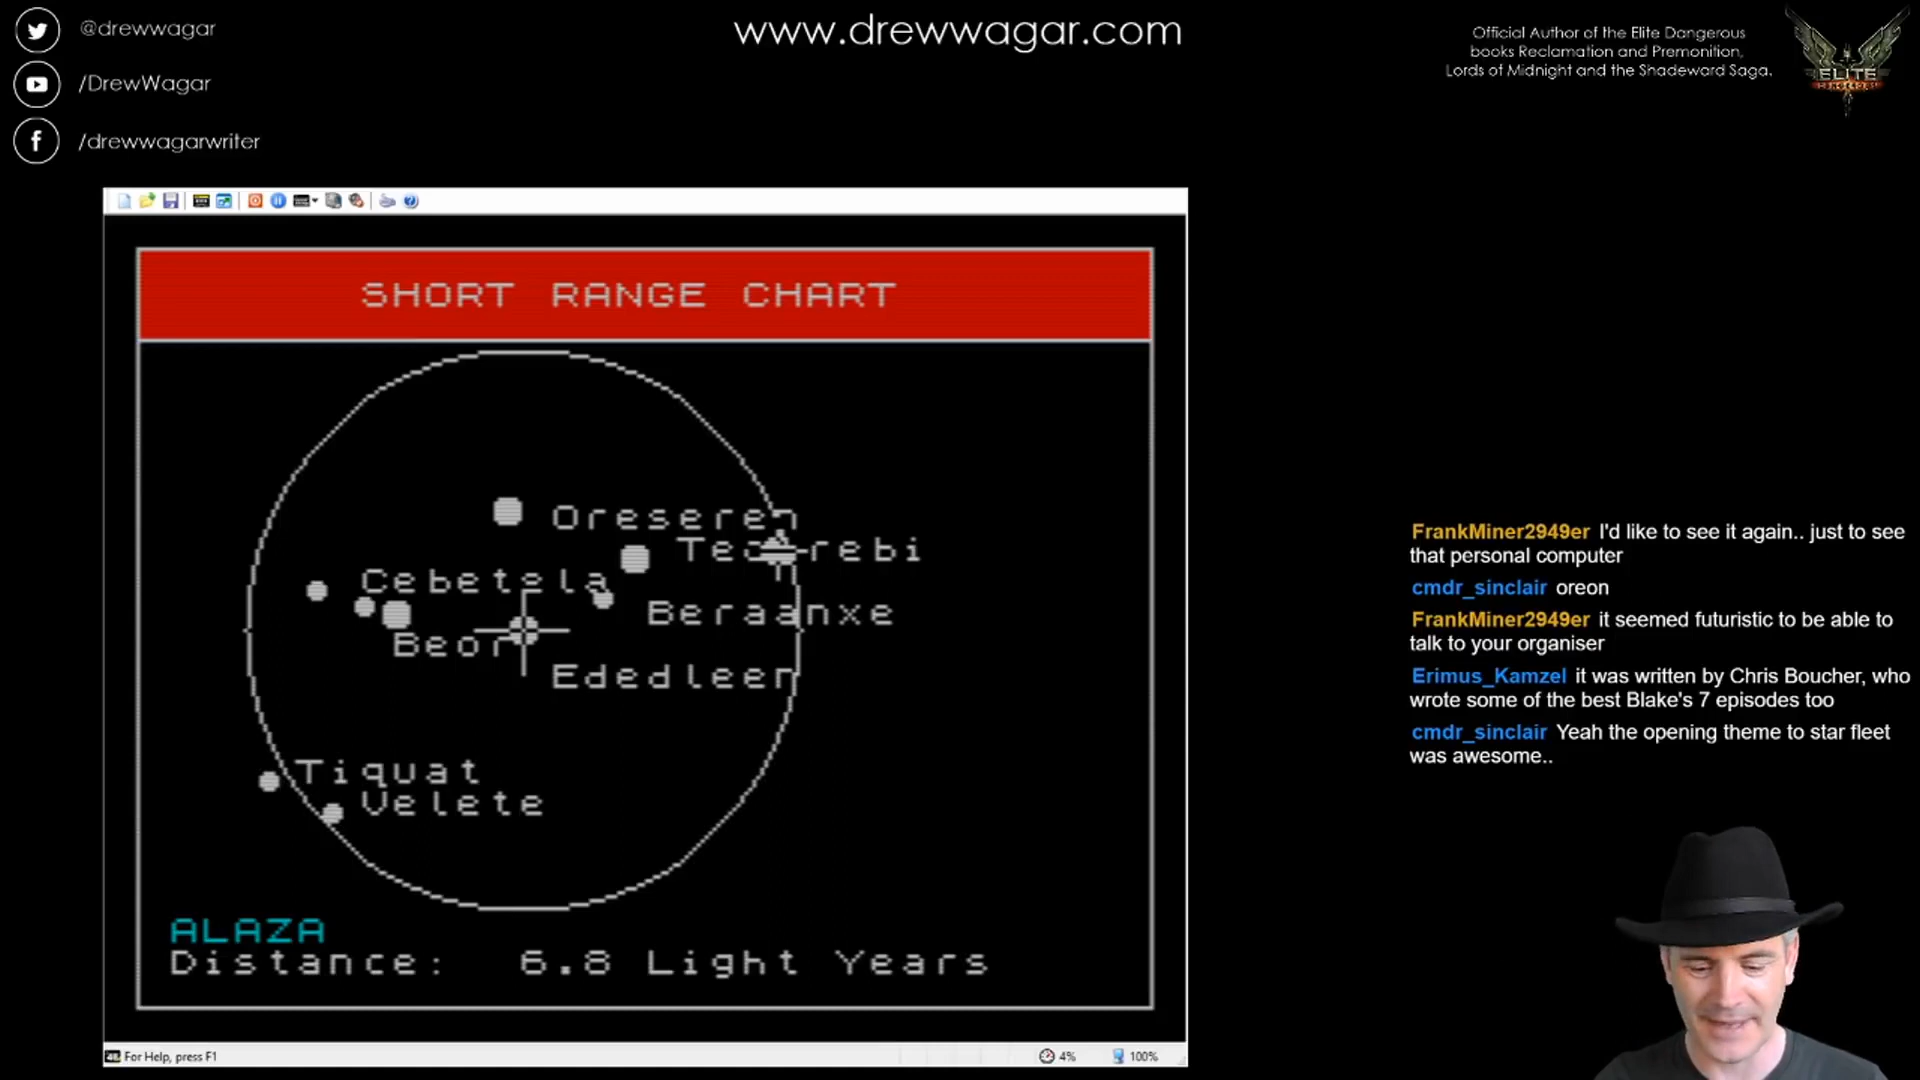 @drewwagar
/DrewWagar
/drewwagarwriter
www.drewwagar.com
Official Author of the Elite Dangerous
books Reclamation and Premonition,
Lords of Midnight and the Shadeward Saga.
ELITE
DANGEROUS
SHORT RANGE CHART
Oreseren
Cebetela
Beraanxe
Ededleen
Tiquat
Velete
ALAZA
Distance: 6.8 Light Years
For Help, press F1
4%
100%
FrankMiner2949er I'd like to see it again.. just to see
that personal computer
cmdr_sinclair oreon
FrankMiner2949er it seemed futuristic to be able to
talk to your organiser
Erimus_Kamzel it was written by Chris Boucher, who
wrote some of the best Blake's 7 episodes too
cmdr_sinclair Yeah the opening theme to star fleet
was awesome..